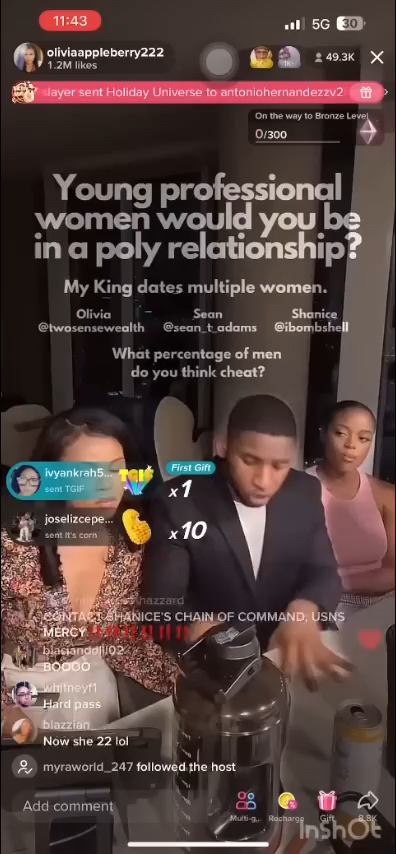 11:43
5G
30
oliviaappleberry222
1.2M likes
49.3K
slayer sent Holiday Universe to antoniohernandezzv2
On the way to Bronze Level
0/300
Young professional
women would you be
in a poly relationship?
My King dates multiple women.
Olivia
Sean
Shanice
@twosensewealth
@sean_t_adams
@ibombshell
What percentage of men
do you think cheat?
ivyankrah5...
sent TGIF
TGIF
First Gift
x1
joselizcepe...
sent It's corn
x10
CONTACT SHANICE'S CHAIN OF COMMAND, USNS
MERCY
BOOOO
whitneyf1
Hard pass
blazzian_
Now she 22 lol
myraworld_247 followed the host
Add comment
Multi-g...
Recharge
Gift
8.8K
InshOt